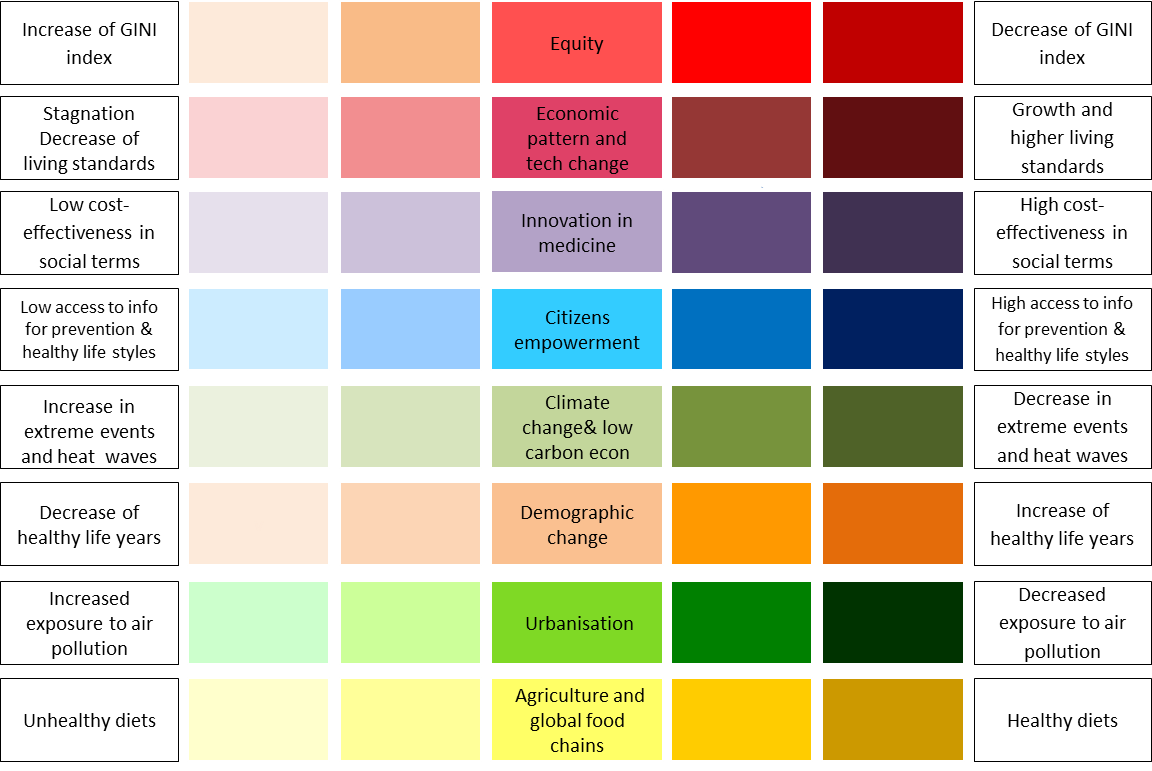 Increase of GINI
index
Equity
Decrease of GINI
index
Stagnation
Decrease of
living standards
Economic
pattern and
tech change
Growth and
higher living
standards
Low cost-
effectiveness in
social terms
Innovation in
medicine
High cost-
effectiveness in
social terms
Low access to info
for prevention &
healthy life styles
Citizens
empowerment
High access to info
for prevention &
healthy life styles
Increase in
extreme events
and heat waves
Climate
change& low
carbon econ
Decrease in
extreme events
and heat waves
Decrease of
healthy life years
Demographic
change
Increase of
healthy life years
Increased
exposure to air
pollution
Urbanisation
Decreased
exposure to air
pollution
Unhealthy diets
Agriculture and
global food
chains
Healthy diets